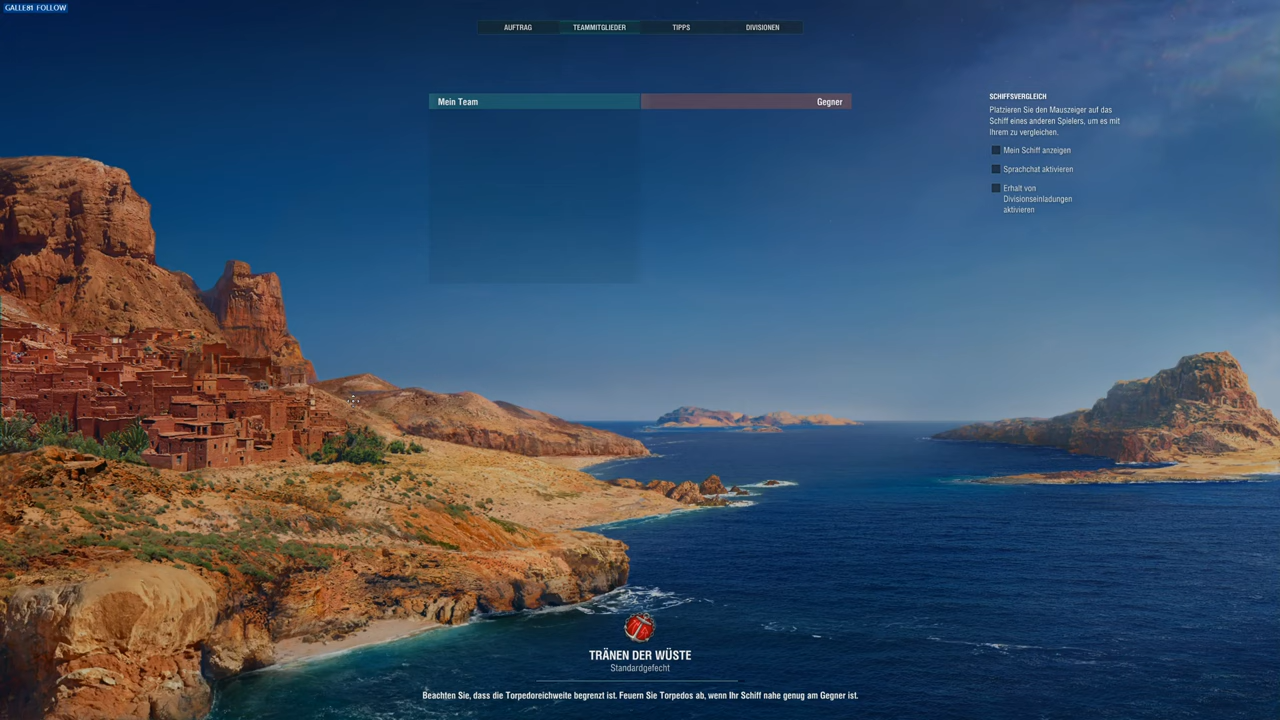 GALLE81 FOLLOW
AUFTRAG
TEAMMITGLIEDER
TIPPS
DIVISIONEN
Mein Team
Gegner
SCHIFFSVERGLEICH
Platzieren Sie den Mauszeiger auf das
Schiff eines anderen Spielers, um es mit
Ihrem zu vergleichen.
Mein Schiff anzeigen
Sprachchat aktivieren
Erhalt von
Divisionseinladungen
aktivieren
TRÄNEN DER WÜSTE
Standardgefecht
Beachten Sie, dass die Torpedoreichweite begrenzt ist. Feuern Sie Torpedos ab, wenn Ihr Schiff nahe genug am Gegner ist.